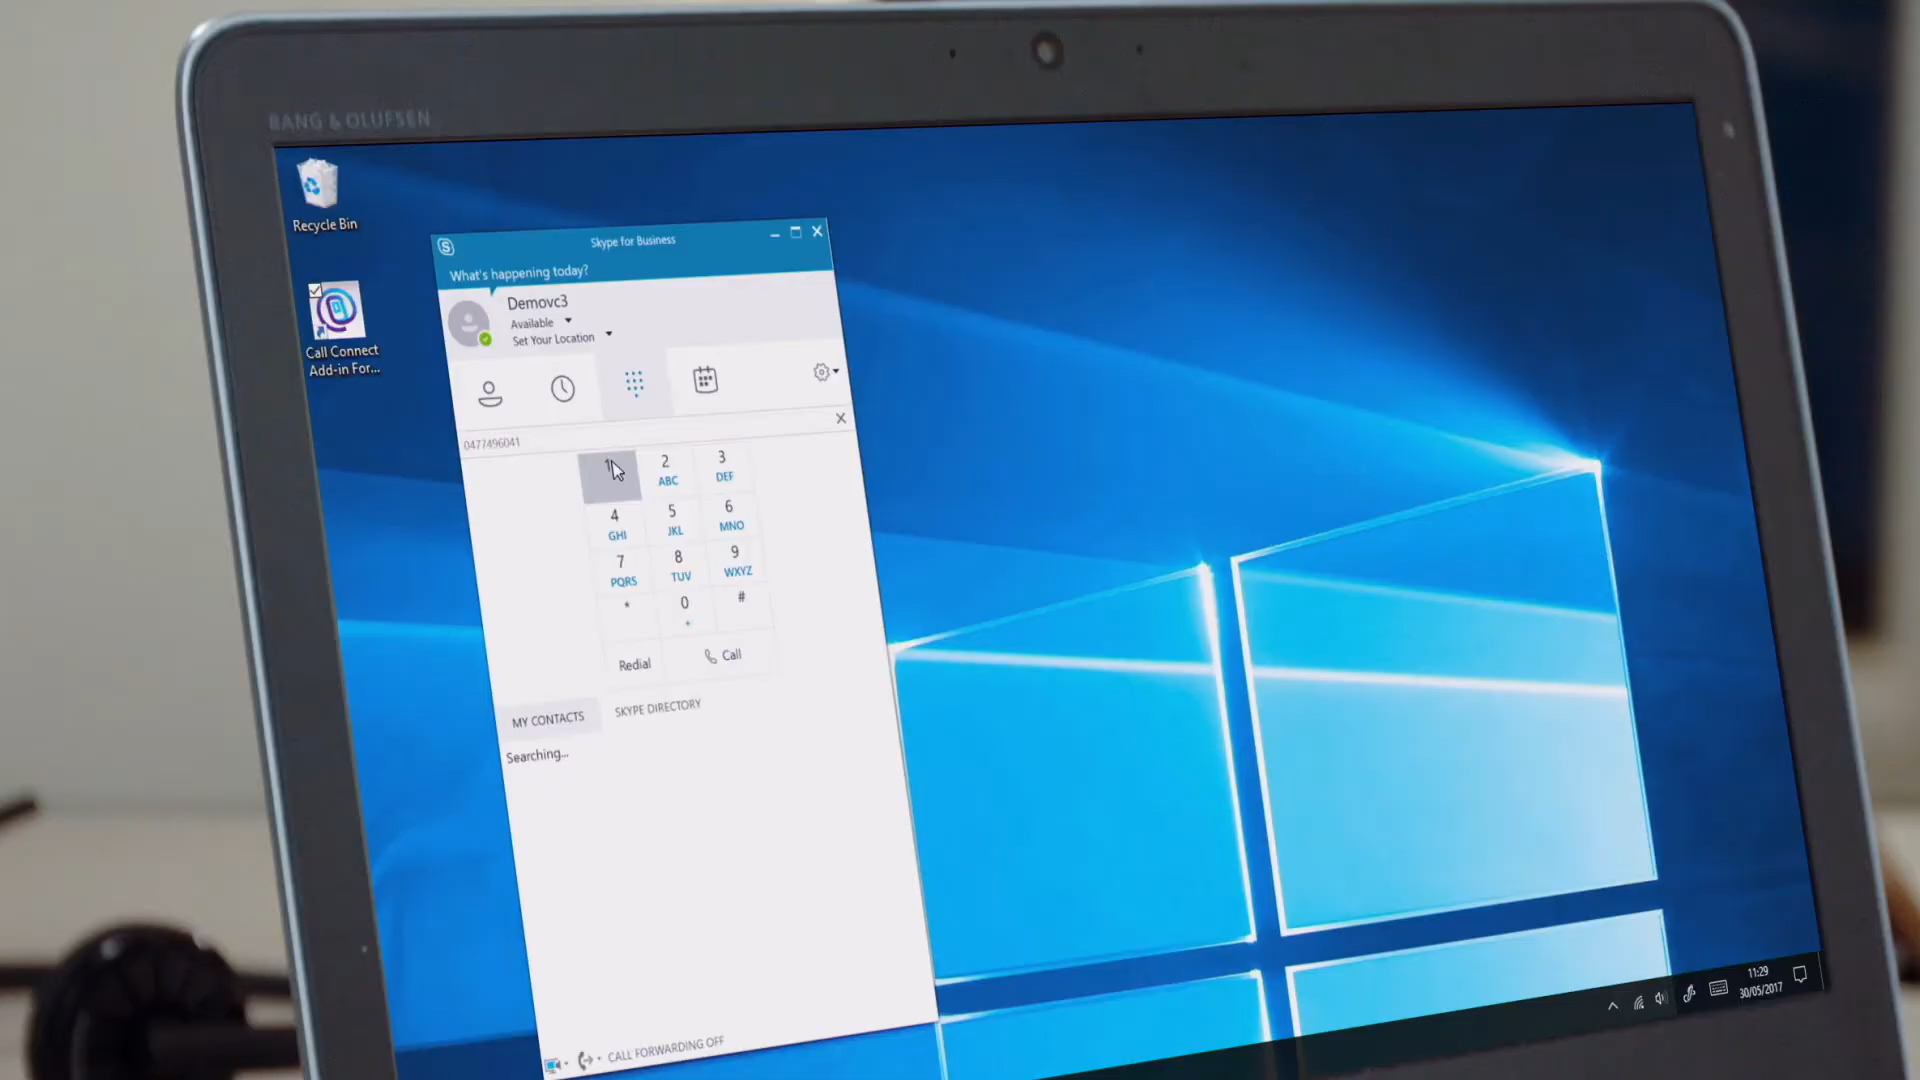 BANG & OLUFSEN
Recycle Bin
Call Connect
Add-in For...
Skype for Business
What's happening today?
Demovc3
Available
Set Your Location
0477496041
1
2
ABC
3
DEF
4
GHI
5
JKL
6
MNO
7
PQRS
8
TUV
9
WXYZ
*
0
+
#
Redial
Call
MY CONTACTS
SKYPE DIRECTORY
Searching...
CALL FORWARDING OFF
11:29
30/05/2017